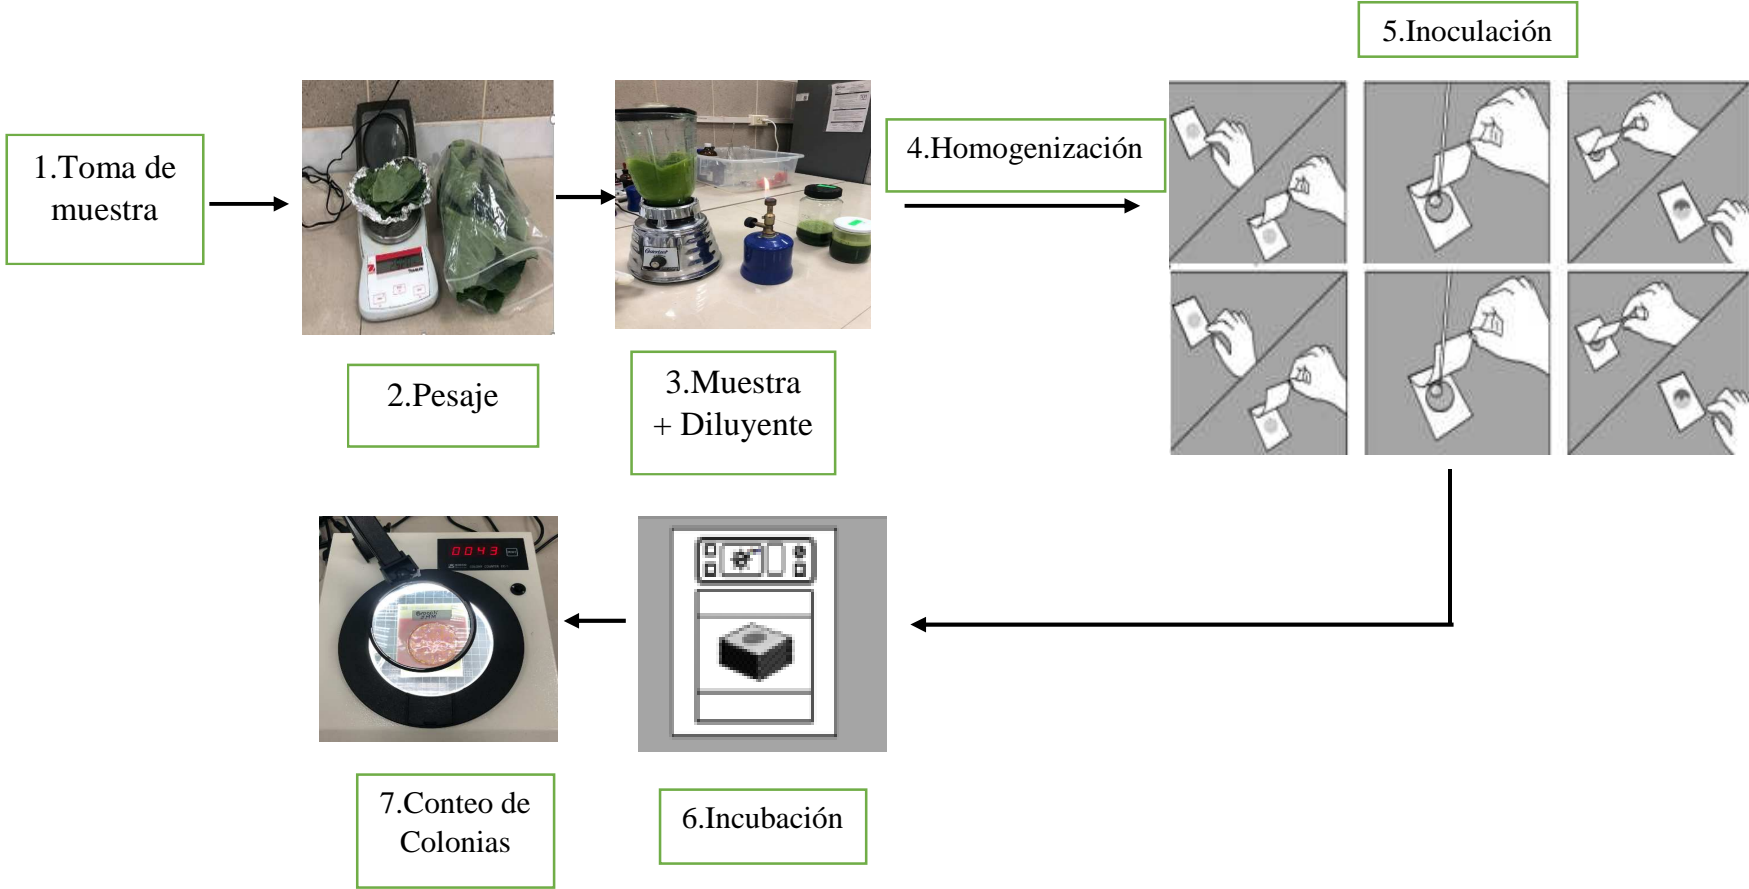 1.Toma de
muestra
2.Pesaje
3.Muestra
+ Diluyente
4.Homogenización
5.Inoculación
6.Incubación
0043
7.Conteo de
Colonias